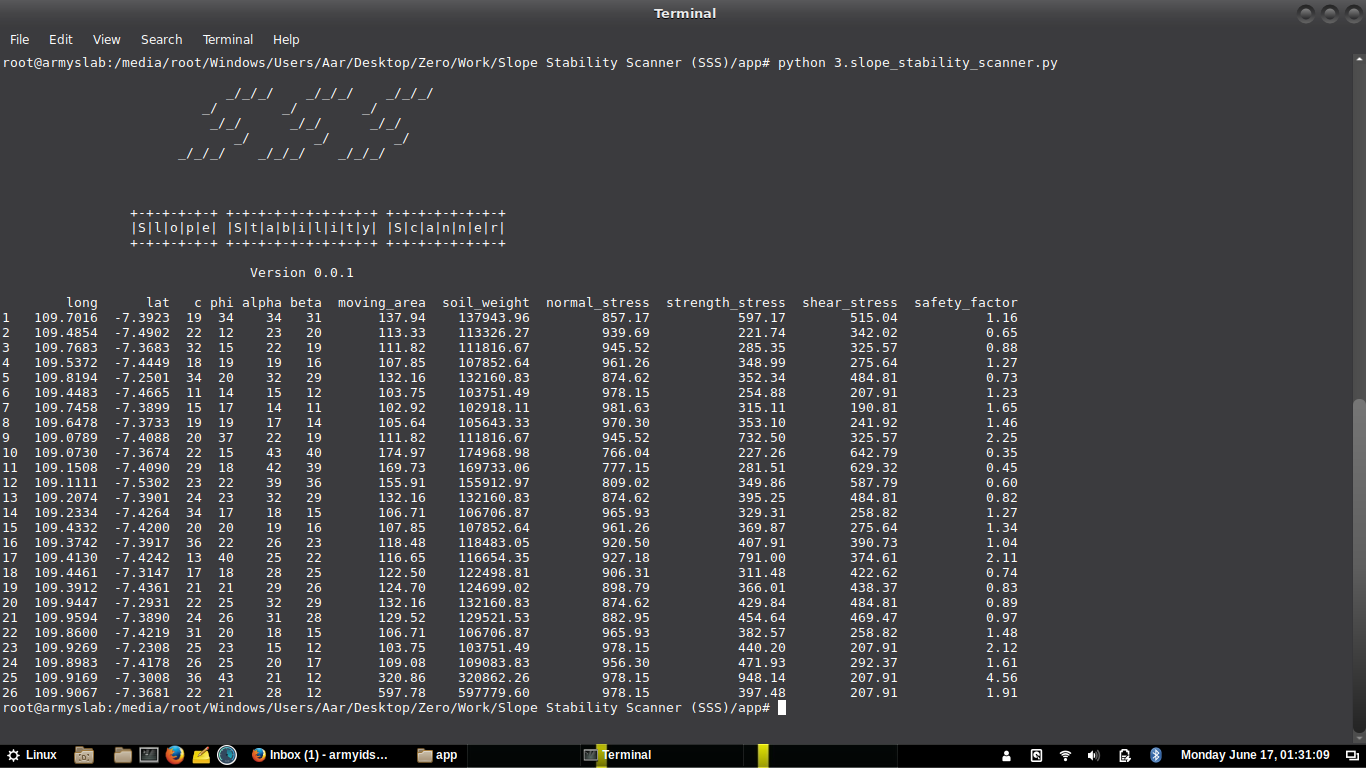 Terminal
File Edit View Search Terminal Help
root@armyslab:/media/root/Windows/Users/Aar/Desktop/Zero/Work/Slope Stability Scanner (SSS)/app# python 3.slope_stability_scanner.py
_/_/_/ _/_/_/ _/_/_/
_/ _/ _/
_/_/ _/_/ _/_/
_/ _/ _/
_/_/_/ _/_/_/ _/_/_/
+-+-+-+-+-+ +-+-+-+-+-+-+-+-+-+ +-+-+-+-+-+-+-+
|S|l|o|p|e| |S|t|a|b|i|l|i|t|y| |S|c|a|n|n|e|r|
+-+-+-+-+-+ +-+-+-+-+-+-+-+-+-+ +-+-+-+-+-+-+-+
Version 0.0.1
long lat c phi alpha beta moving_area soil_weight normal_stress strength_stress shear_stress safety_factor
1 109.7016 -7.3923 19 34 34 31 137.94 137943.96 857.17 597.17 515.04 1.16
2 109.4854 -7.4902 22 12 23 20 113.33 113326.27 939.69 221.74 342.02 0.65
3 109.7683 -7.3683 32 15 22 19 111.82 111816.67 945.52 285.35 325.57 0.88
4 109.5372 -7.4449 18 19 19 16 107.85 107852.64 961.26 348.99 275.64 1.27
5 109.8194 -7.2501 34 20 32 29 132.16 132160.83 874.62 352.34 484.81 0.73
6 109.4483 -7.4665 11 14 15 12 103.75 103751.49 978.15 254.88 207.91 1.23
7 109.7458 -7.3899 15 17 14 11 102.92 102918.11 981.63 315.11 190.81 1.65
8 109.6478 -7.3733 19 19 17 14 105.64 105643.33 970.30 353.10 241.92 1.46
9 109.0789 -7.4088 20 37 22 19 111.82 111816.67 945.52 732.50 325.57 2.25
10 109.0730 -7.3674 22 15 43 40 174.97 174968.98 766.04 227.26 642.79 0.35
11 109.1508 -7.4090 29 18 42 39 169.73 169733.06 777.15 281.51 629.32 0.45
12 109.1111 -7.5302 23 22 39 36 155.91 155912.97 809.02 349.86 587.79 0.60
13 109.2074 -7.3901 24 23 32 29 132.16 132160.83 874.62 395.25 484.81 0.82
14 109.2334 -7.4264 34 17 18 15 106.71 106706.87 965.93 329.31 258.82 1.27
15 109.4332 -7.4200 20 20 19 16 107.85 107852.64 961.26 369.87 275.64 1.34
16 109.3742 -7.3917 36 22 26 23 118.48 118483.05 920.50 407.91 390.73 1.04
17 109.4130 -7.4242 13 40 25 22 116.65 116654.35 927.18 791.00 374.61 2.11
18 109.4461 -7.3147 17 18 28 25 122.50 122498.81 906.31 311.48 422.62 0.74
19 109.3912 -7.4361 21 21 29 26 124.70 124699.02 898.79 366.01 438.37 0.83
20 109.9447 -7.2931 22 25 32 29 132.16 132160.83 874.62 429.84 484.81 0.89
21 109.9594 -7.3890 24 26 31 28 129.52 129521.53 882.95 454.64 469.47 0.97
22 109.8600 -7.4219 31 20 18 15 106.71 106706.87 965.93 382.57 258.82 1.48
23 109.9269 -7.2308 25 23 15 12 103.75 103751.49 978.15 440.20 207.91 2.12
24 109.8983 -7.4178 26 25 20 17 109.08 109083.83 956.30 471.93 292.37 1.61
25 109.9169 -7.3008 36 43 21 12 320.86 320862.26 978.15 948.14 207.91 4.56
26 109.9067 -7.3681 22 21 28 12 597.78 597779.60 978.15 397.48 207.91 1.91
root@armyslab:/media/root/Windows/Users/Aar/Desktop/Zero/Work/Slope Stability Scanner (SSS)/app#
Linux Inbox (1) - armyids... app Terminal Monday June 17, 01:31:09